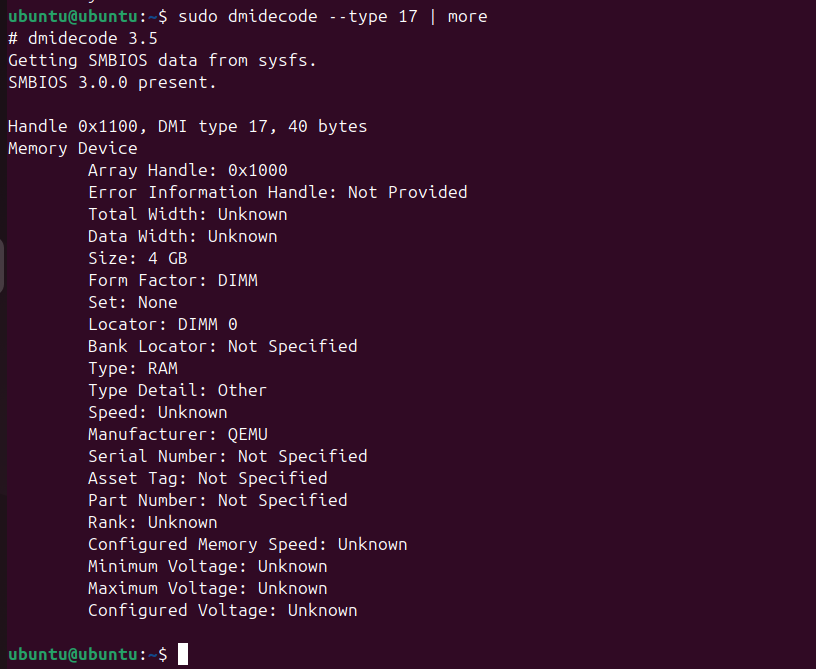 ubuntu@ubuntu:~$ sudo dmidecode --type 17 | more
# dmidecode 3.5
Getting SMBIOS data from sysfs.
SMBIOS 3.0.0 present.

Handle 0x1100, DMI type 17, 40 bytes
Memory Device
        Array Handle: 0x1000
        Error Information Handle: Not Provided
        Total Width: Unknown
        Data Width: Unknown
        Size: 4 GB
        Form Factor: DIMM
        Set: None
        Locator: DIMM 0
        Bank Locator: Not Specified
        Type: RAM
        Type Detail: Other
        Speed: Unknown
        Manufacturer: QEMU
        Serial Number: Not Specified
        Asset Tag: Not Specified
        Part Number: Not Specified
        Rank: Unknown
        Configured Memory Speed: Unknown
        Minimum Voltage: Unknown
        Maximum Voltage: Unknown
        Configured Voltage: Unknown

ubuntu@ubuntu:~$